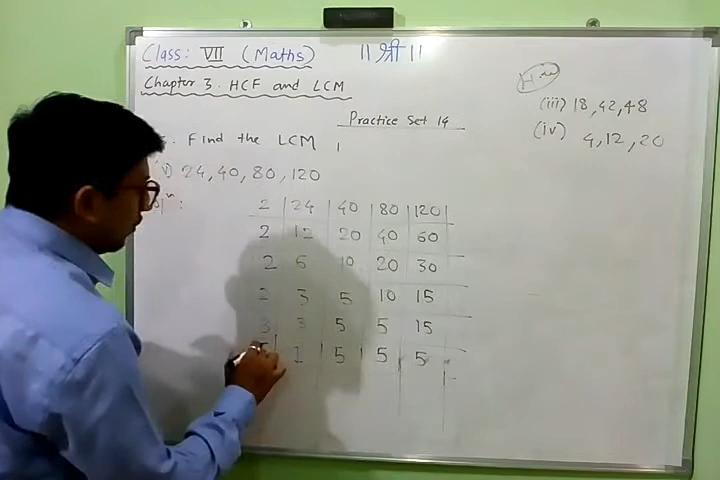 Class: VII (Maths) || श्री ||
Chapter 3. HCF and LCM
Practice Set 14
Find the LCM
v) 24, 40, 80, 120
2 | 24 | 40 | 80 | 120
2 12 20 40 60
2 6 10 20 30
2 3 5 10 15
3 3 5 5 15
5 1 5 5 5
H.W
(iii) 18, 42, 48
(iv) 4, 12, 20